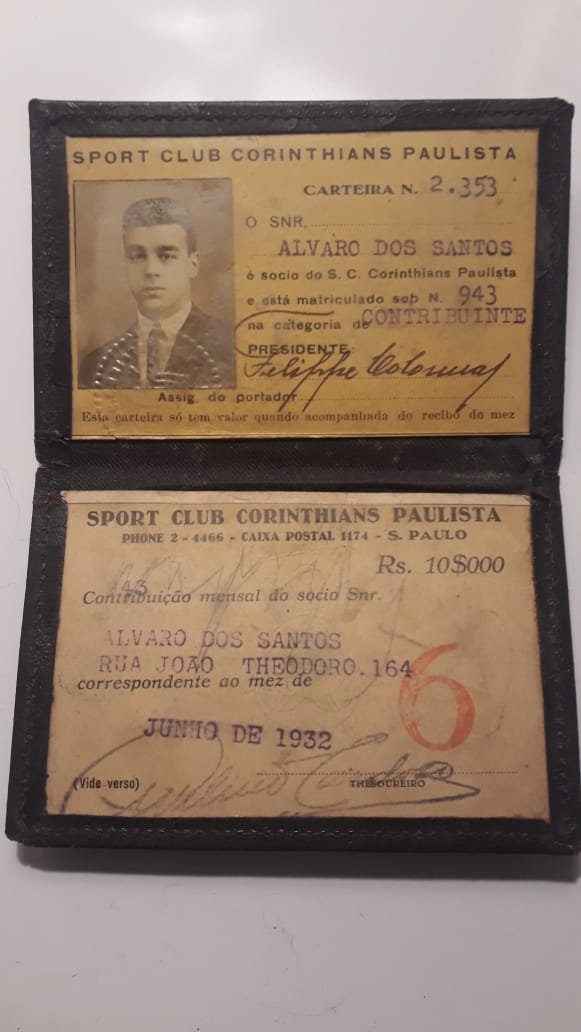 SPORT CLUB CORINTHIANS PAULISTA
CARTEIRA N. 2.353
O SNR.
ALVARO DOS SANTOS
é socio do S. C. Corinthians Paulista
e está matriculado sob N. 943
na categoria de CONTRIBUINTE
PRESIDENTE
Felippe Colonna
Assig. do portador
Esta carteira só tem valor quando acompanhada do recibo do mez
SPORT CLUB CORINTHIANS PAULISTA
PHONE 2-4466 - CAIXA POSTAL 1174 - S. PAULO
Rs. 10$000
Contribuição mensal do socio Snr.
ALVARO DOS SANTOS
RUA JOÃO THEODORO.164
correspondente ao mez de
6
JUNHO DE 1932
(Vide verso)
THESOUREIRO